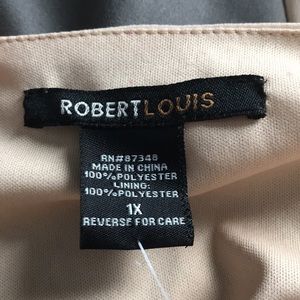 ROBERTLOUIS
RN#87348
MADE IN CHINA
100%POLYESTER
LINING:
100%POLYESTER
1X
REVERSE FOR CARE